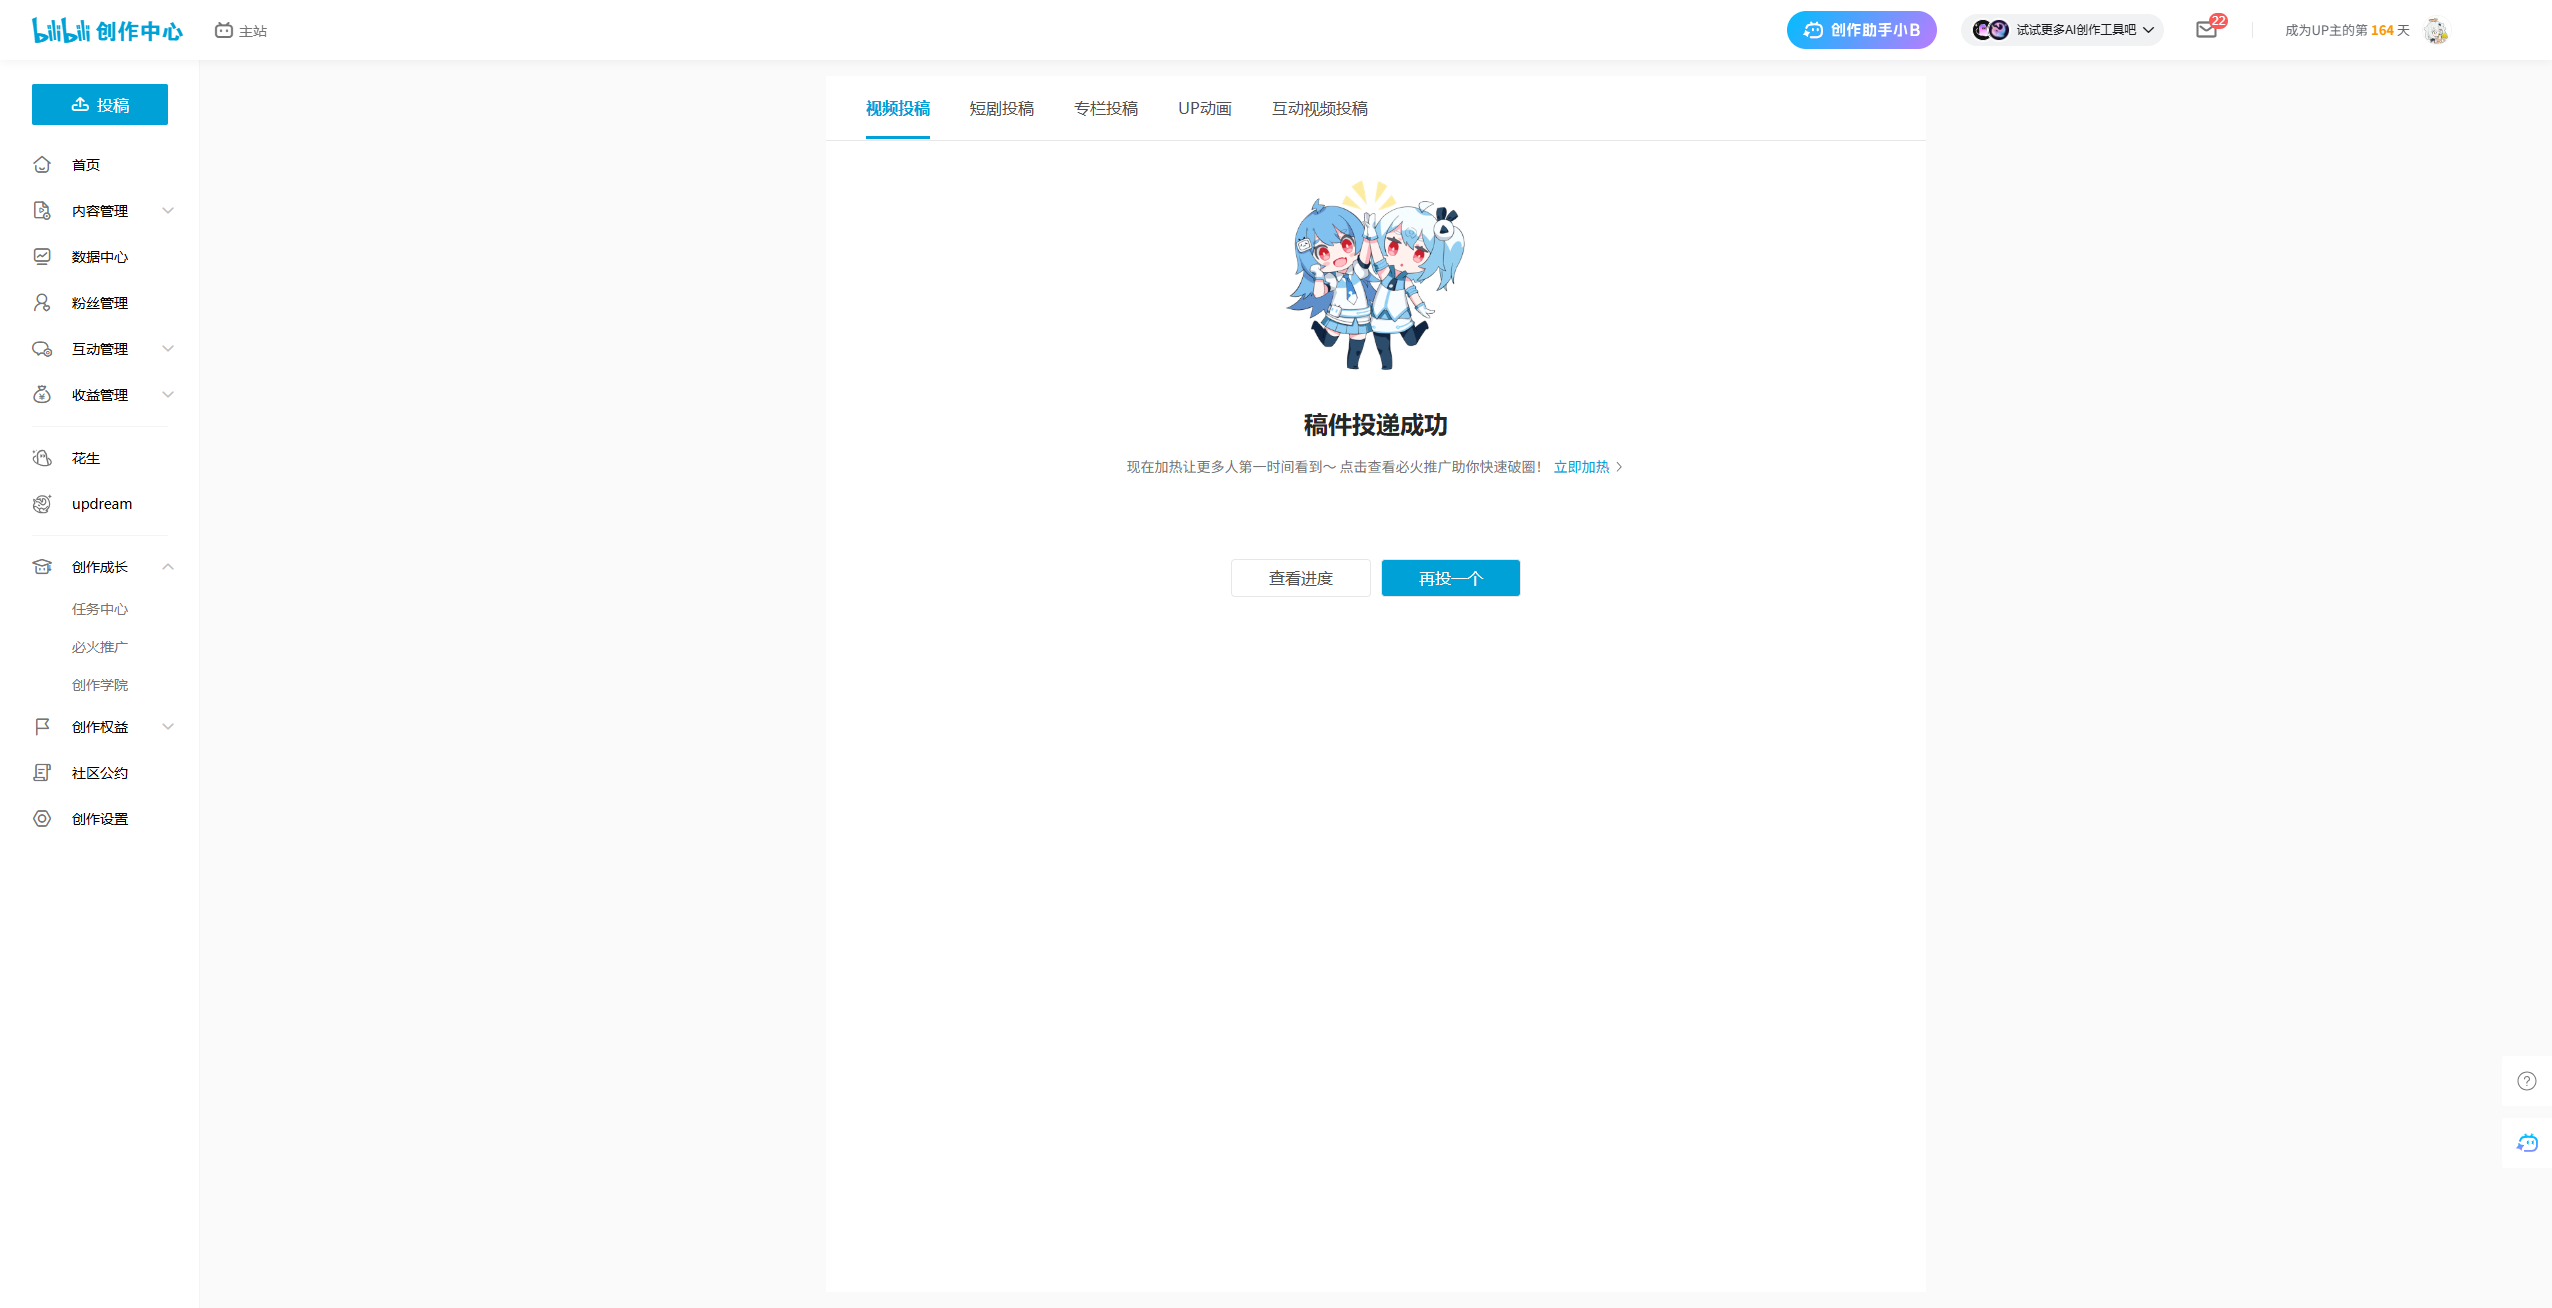 bilibili 创作中心
主站
创作助手小B
试试更多AI创作工具吧
22
成为UP主的第 164 天
投稿
首页
内容管理
数据中心
粉丝管理
互动管理
收益管理
花生
updream
创作成长
任务中心
必火推广
创作学院
创作权益
社区公约
创作设置
视频投稿 短剧投稿 专栏投稿 UP动画 互动视频投稿
稿件投递成功
现在加热让更多人第一时间看到～ 点击查看必火推广助你快速破圈！ 立即加热
查看进度 再投一个